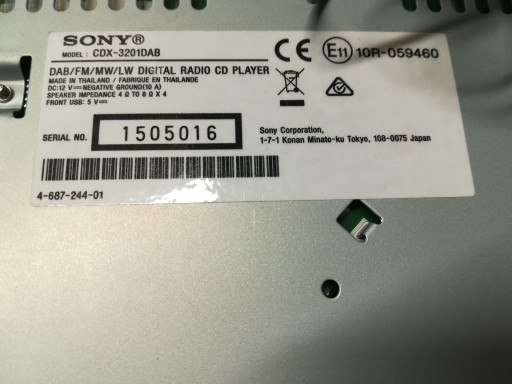 SONY®
MODEL : CDX-3201DAB
CE E11 10R-059460
DAB/FM/MW/LW DIGITAL RADIO CD PLAYER
MADE IN THAILAND / FABRIQUE EN THAILANDE
DC:12 V⎓NEGATIVE GROUND(10 A)
SPEAKER IMPEDANCE 4 Ω TO 8 Ω X 4
FRONT USB: 5 V⎓
SERIAL NO. 1505016
Sony Corporation,
1-7-1 Konan Minato-ku Tokyo, 108-0075 Japan
4-687-244-01